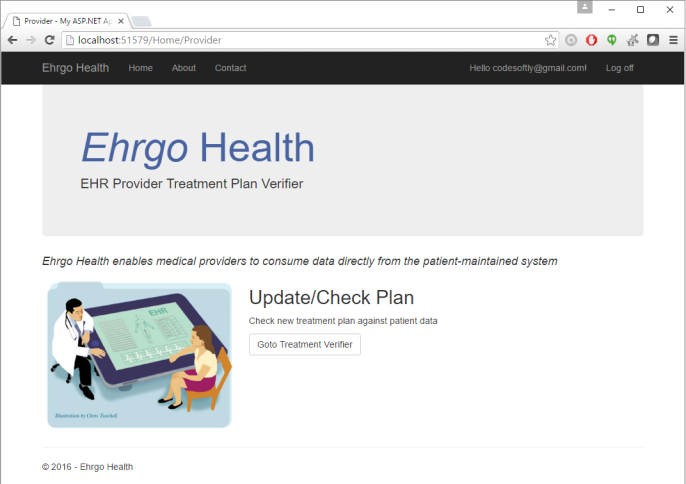 Provider - My ASP.NET Ap
localhost:51579/Home/Provider
Ehrgo Health
Home
About
Contact
Hello codesoftly@gmail.com!
Log off
Ehrgo Health
EHR Provider Treatment Plan Verifier
Ehrgo Health enables medical providers to consume data directly from the patient-maintained system
EHR
Illustration by Chris Twichell
Update/Check Plan
Check new treatment plan against patient data
Goto Treatment Verifier
© 2016 - Ehrgo Health